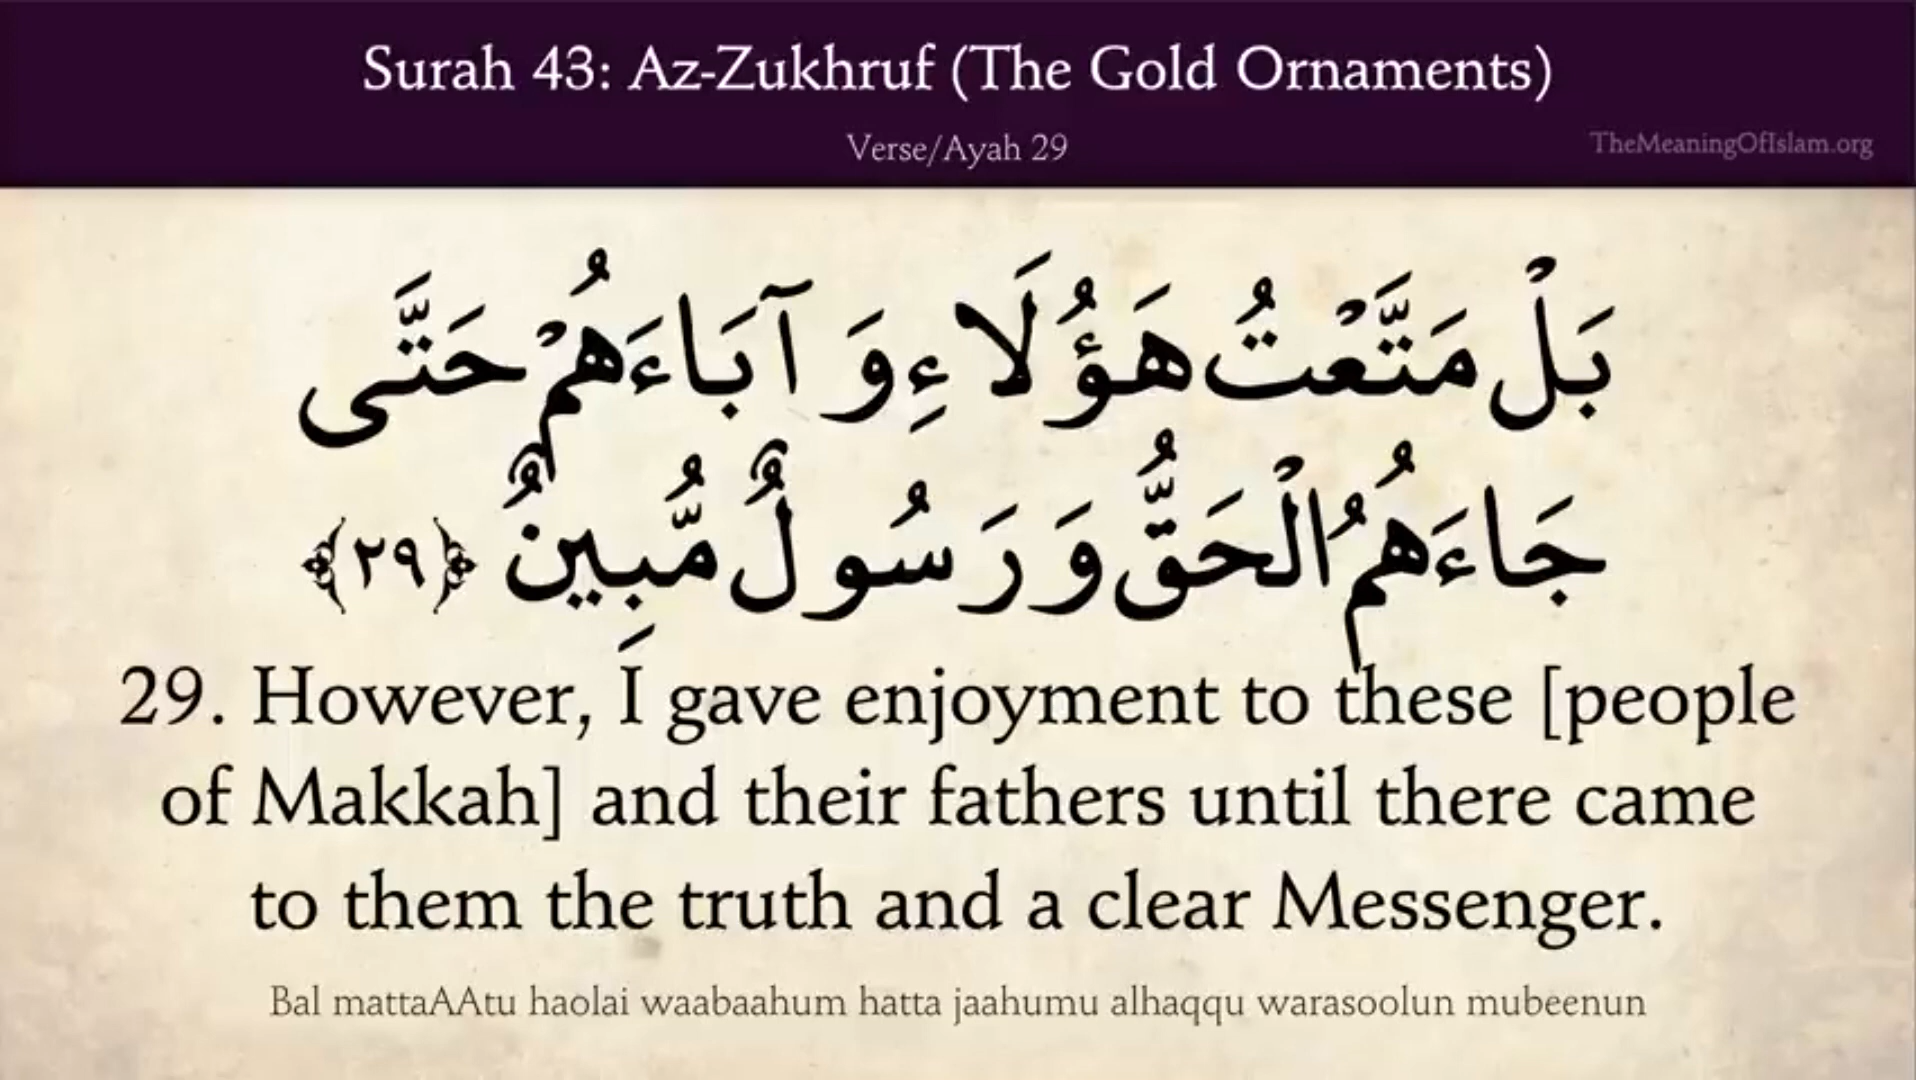 Surah 43: Az-Zukhruf (The Gold Ornaments)
Verse/Ayah 29
TheMeaningOfIslam.org
بَلْ مَتَّعْتُ هَؤُلَاءِ وَ آبَاءَهُمْ حَتَّى
جَاءَهُمُ الْحَقُّ وَ رَسُولٌ مُّبِينٌ ﴿٢٩﴾
29. However, I gave enjoyment to these [people
of Makkah] and their fathers until there came
to them the truth and a clear Messenger.
Bal mattaAAtu haolai waabaahum hatta jaahumu alhaqqu warasoolun mubeenun